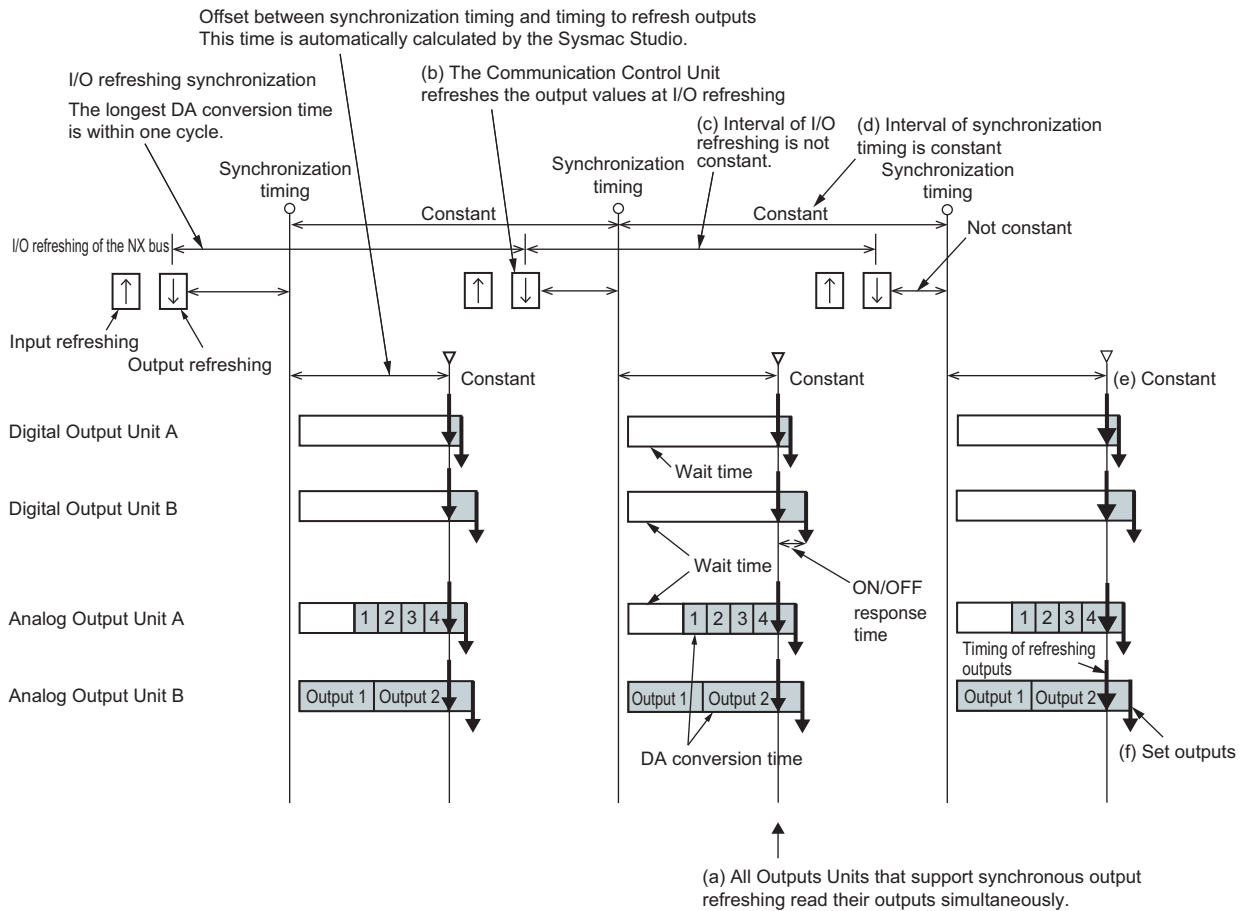 Offset between synchronization timing and timing to refresh outputs
This time is automatically calculated by the Sysmac Studio.
I/O refreshing synchronization
The longest DA conversion time
is within one cycle.
(b) The Communication Control Unit
refreshes the output values at I/O refreshing
(c) Interval of I/O
refreshing is not
constant.
(d) Interval of synchronization
timing is constant
Synchronization
timing
Synchronization
timing
Synchronization
timing
Constant
Constant
Not constant
I/O refreshing of the NX bus
↑ ↓
↑ ↓
↑ ↓
Input refreshing
Output refreshing
Constant
Constant
(e) Constant
Digital Output Unit A
Wait time
Digital Output Unit B
Wait time
ON/OFF
response
time
Analog Output Unit A
1 2 3 4
1 2 3 4
1 2 3 4
Timing of refreshing
outputs
Analog Output Unit B
Output 1 Output 2
Output 1 Output 2
Output 1 Output 2
DA conversion time
(f) Set outputs
(a) All Outputs Units that support synchronous output
refreshing read their outputs simultaneously.